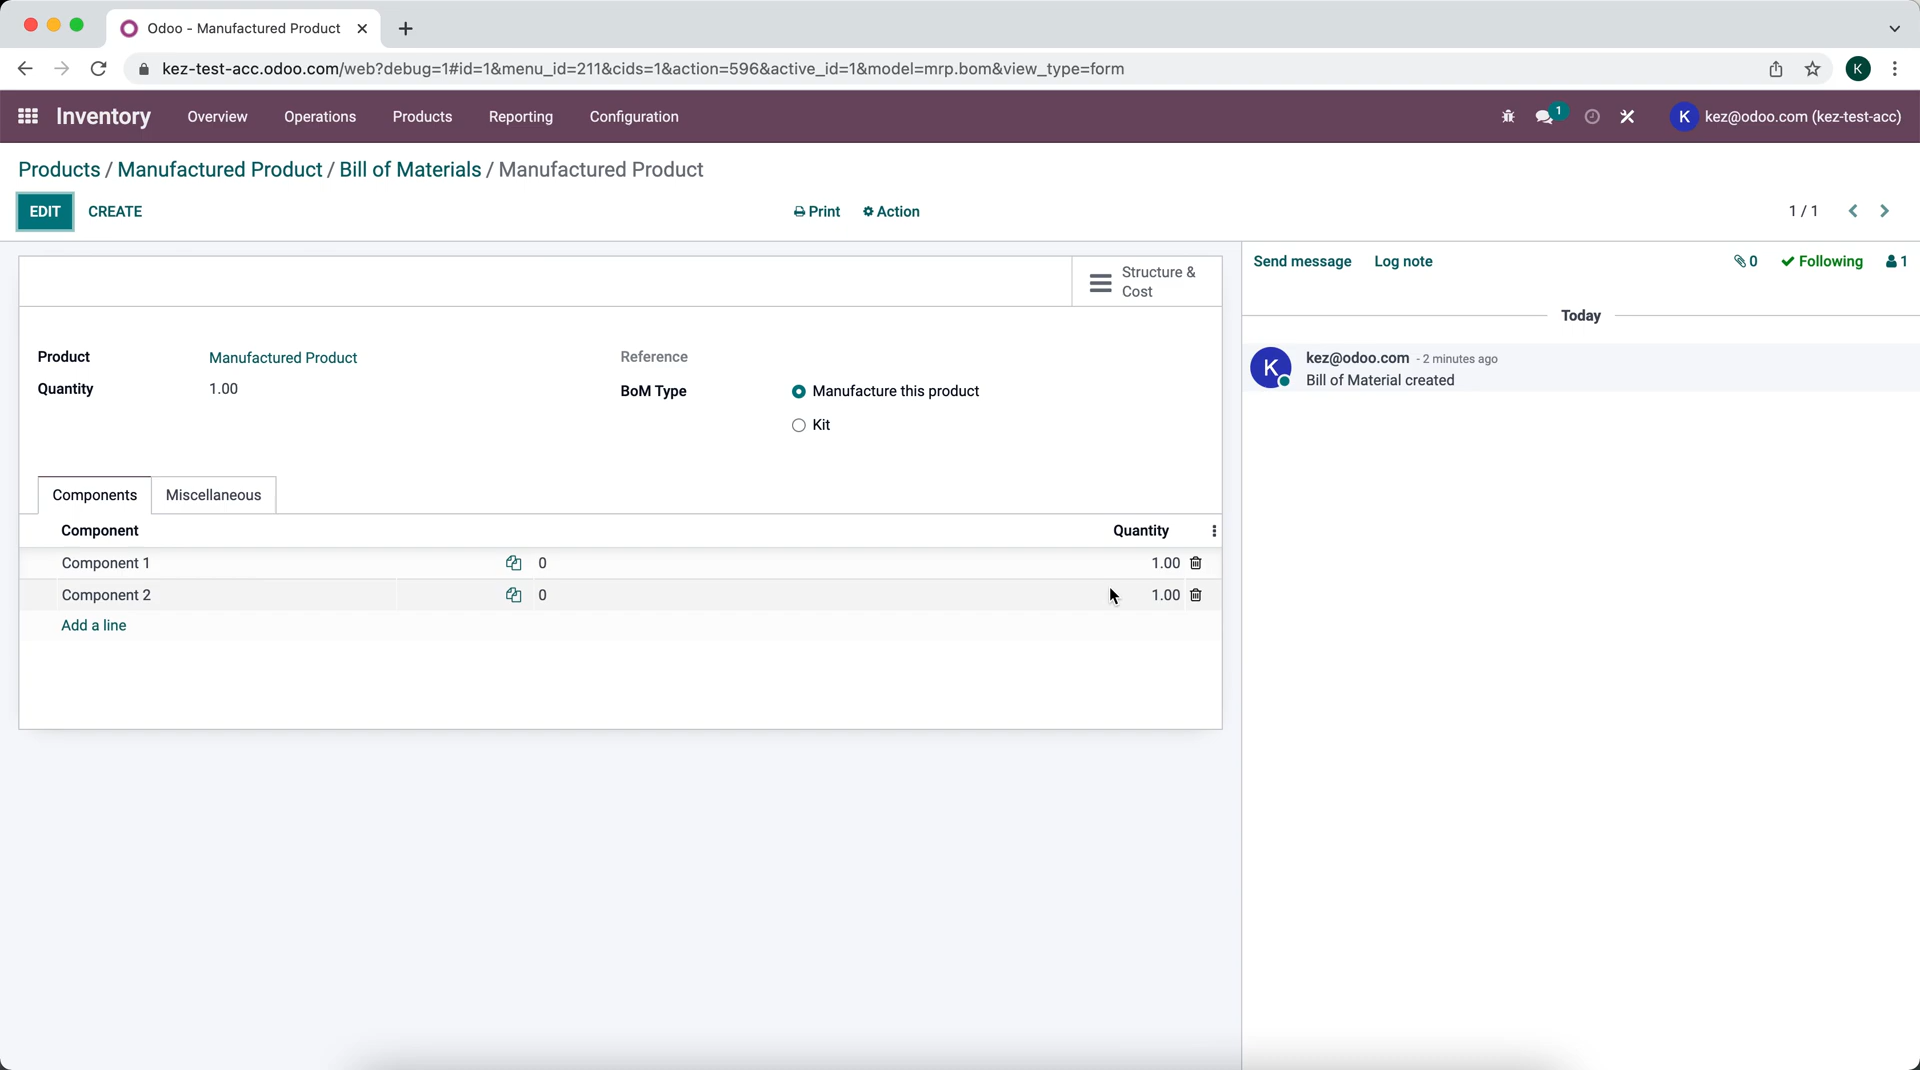 Odoo - Manufactured Product
kez-test-acc.odoo.com/web?debug=1#id=1&menu_id=211&cids=1&action=596&active_id=1&model=mrp.bom&view_type=form
K
Inventory Overview Operations Products Reporting Configuration
1
K kez@odoo.com (kez-test-acc)
Products / Manufactured Product / Bill of Materials / Manufactured Product
EDIT CREATE Print Action 1 / 1
Structure &
Cost
Product Manufactured Product
Quantity 1.00
Reference
BoM Type Manufacture this product
Kit
Components Miscellaneous
Component Quantity
Component 1 0 1.00
Component 2 0 1.00
Add a line
Send message Log note 0 Following 1
Today
K
kez@odoo.com - 2 minutes ago
Bill of Material created